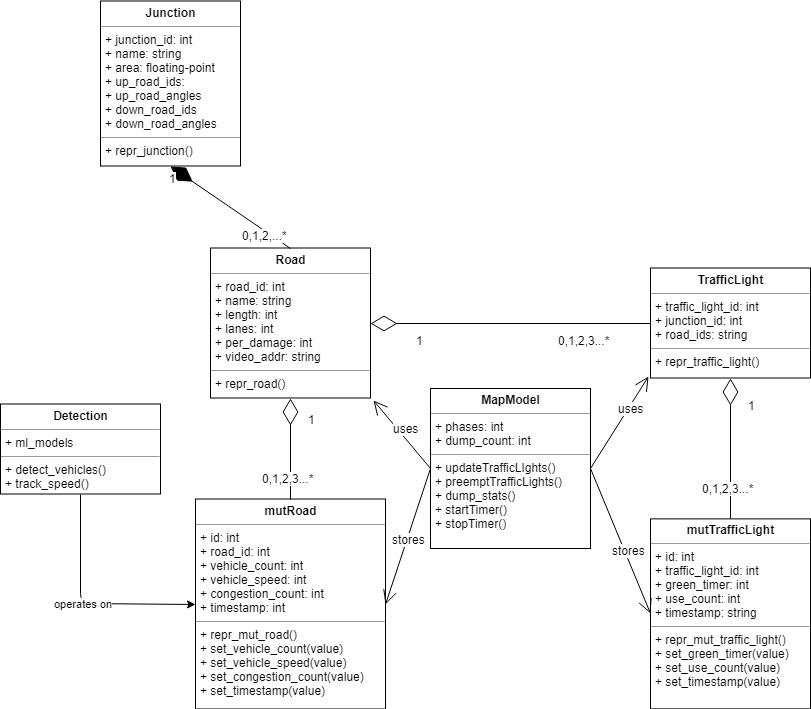 Junction
+ junction_id: int
+ name: string
+ area: floating-point
+ up_road_ids:
+ up_road_angles
+ down_road_ids
+ down_road_angles
+ repr_junction()
1
0,1,2,...*
Road
+ road_id: int
+ name: string
+ length: int
+ lanes: int
+ per_damage: int
+ video_addr: string
+ repr_road()
1
0,1,2,3...*
TrafficLight
+ traffic_light_id: int
+ junction_id: int
+ road_ids: string
+ repr_traffic_light()
Detection
+ ml_models
+ detect_vehicles()
+ track_speed()
1
0,1,2,3...*
uses
MapModel
+ phases: int
+ dump_count: int
+ updateTrafficLIghts()
+ preemptTrafficLights()
+ dump_stats()
+ startTimer()
+ stopTimer()
uses
1
0,1,2,3...*
operates on
mutRoad
+ id: int
+ road_id: int
+ vehicle_count: int
+ vehicle_speed: int
+ congestion_count: int
+ timestamp: int
+ repr_mut_road()
+ set_vehicle_count(value)
+ set_vehicle_speed(value)
+ set_congestion_count(value)
+ set_timestamp(value)
stores
stores
mutTrafficLight
+ id: int
+ traffic_light_id: int
+ green_timer: int
+ use_count: int
+ timestamp: string
+ repr_mut_traffic_light()
+ set_green_timer(value)
+ set_use_count(value)
+ set_timestamp(value)